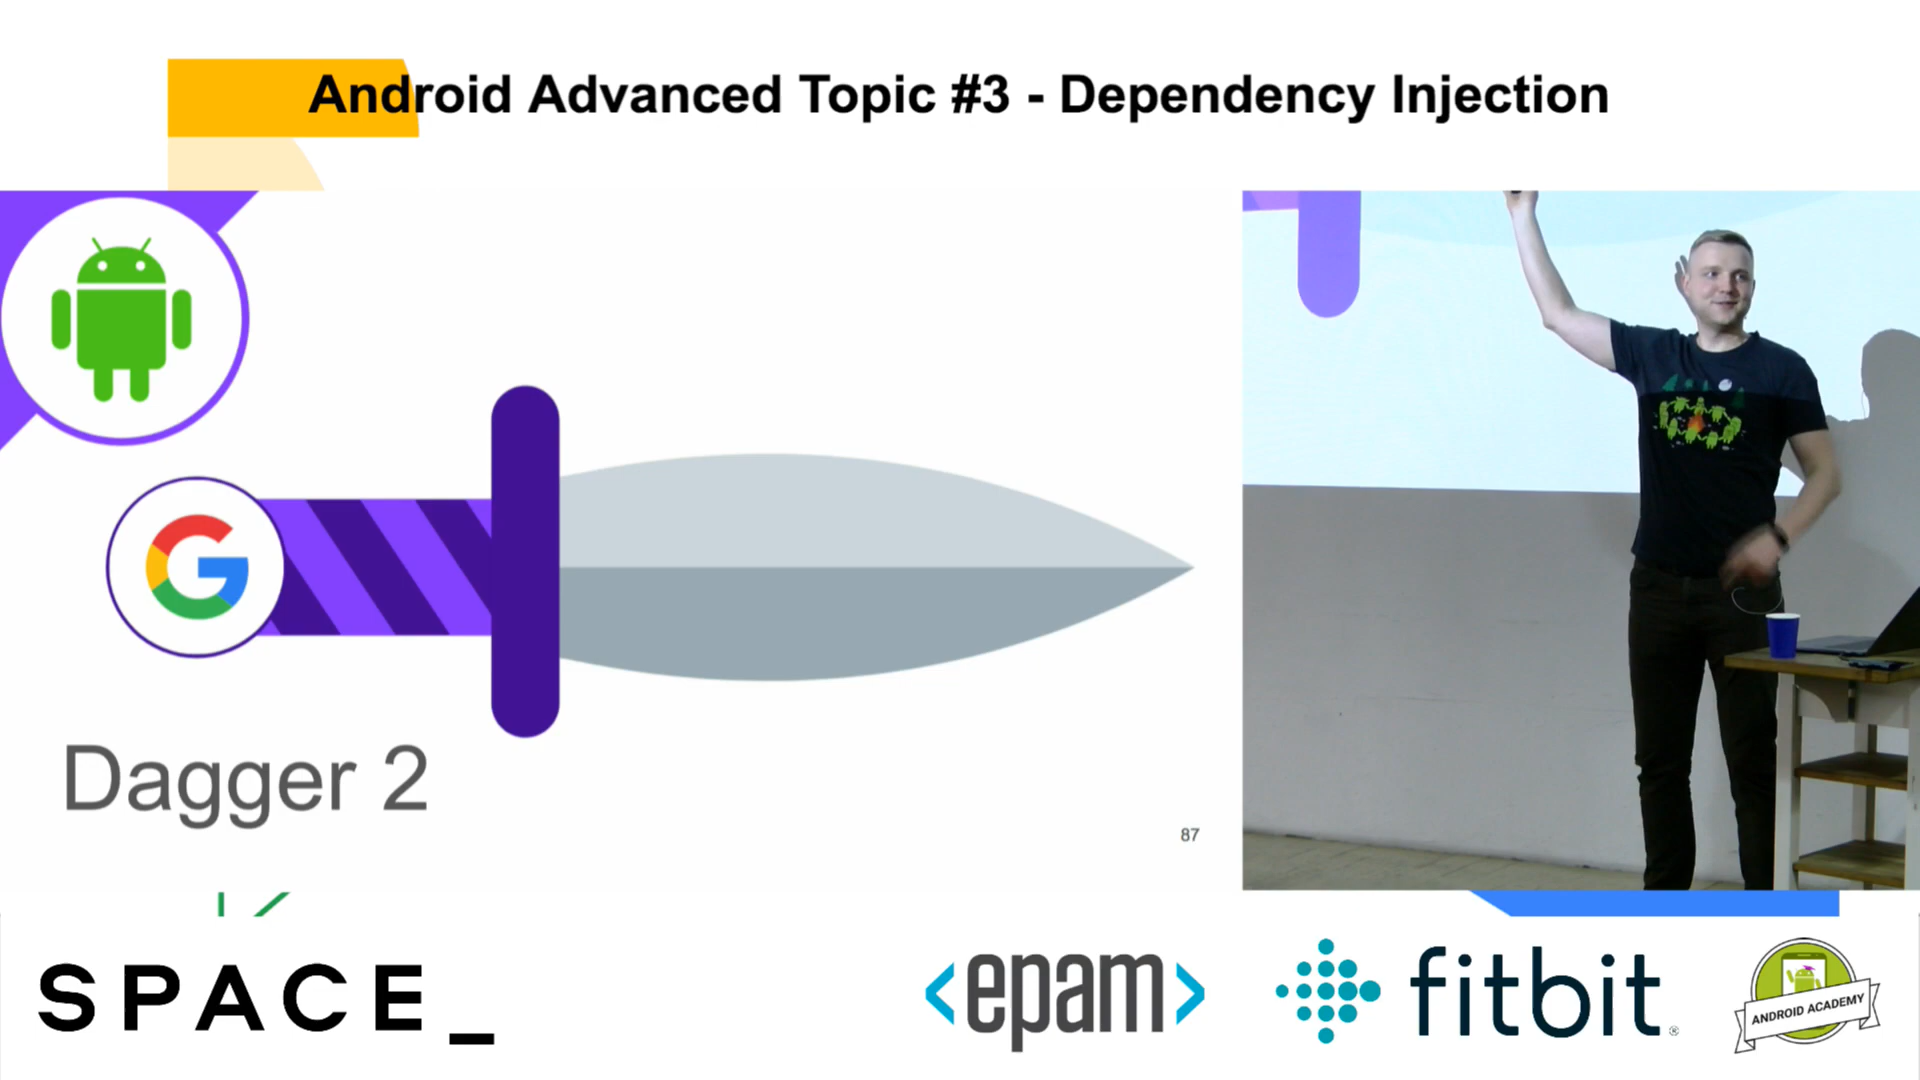 Android Advanced Topic #3 - Dependency Injection
G
Dagger 2
87
SPACE_
<epam>
fitbit®
ANDROID ACADEMY